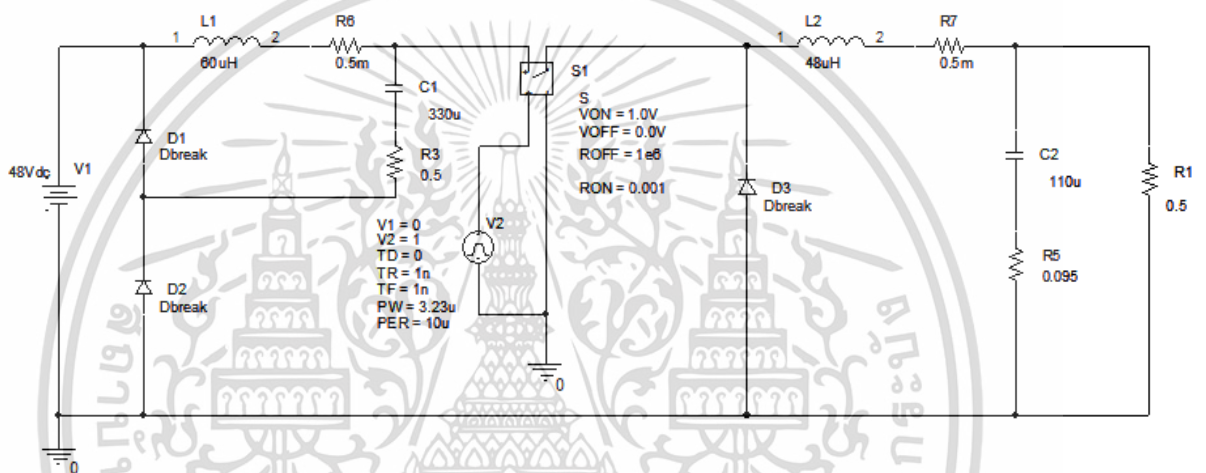 L1
1
2
60uH
R6
0.5m
C1
330u
R3
0.5
D1
Dbreak
D2
Dbreak
48Vdc
V1
0
S1
S
VON = 1.0V
VOFF = 0.0V
ROFF = 1e6
RON = 0.001
V2
V1 = 0
V2 = 1
TD = 0
TR = 1n
TF = 1n
PW = 3.23u
PER = 10u
0
D3
Dbreak
L2
1
2
48uH
R7
0.5m
C2
110u
R5
0.095
R1
0.5